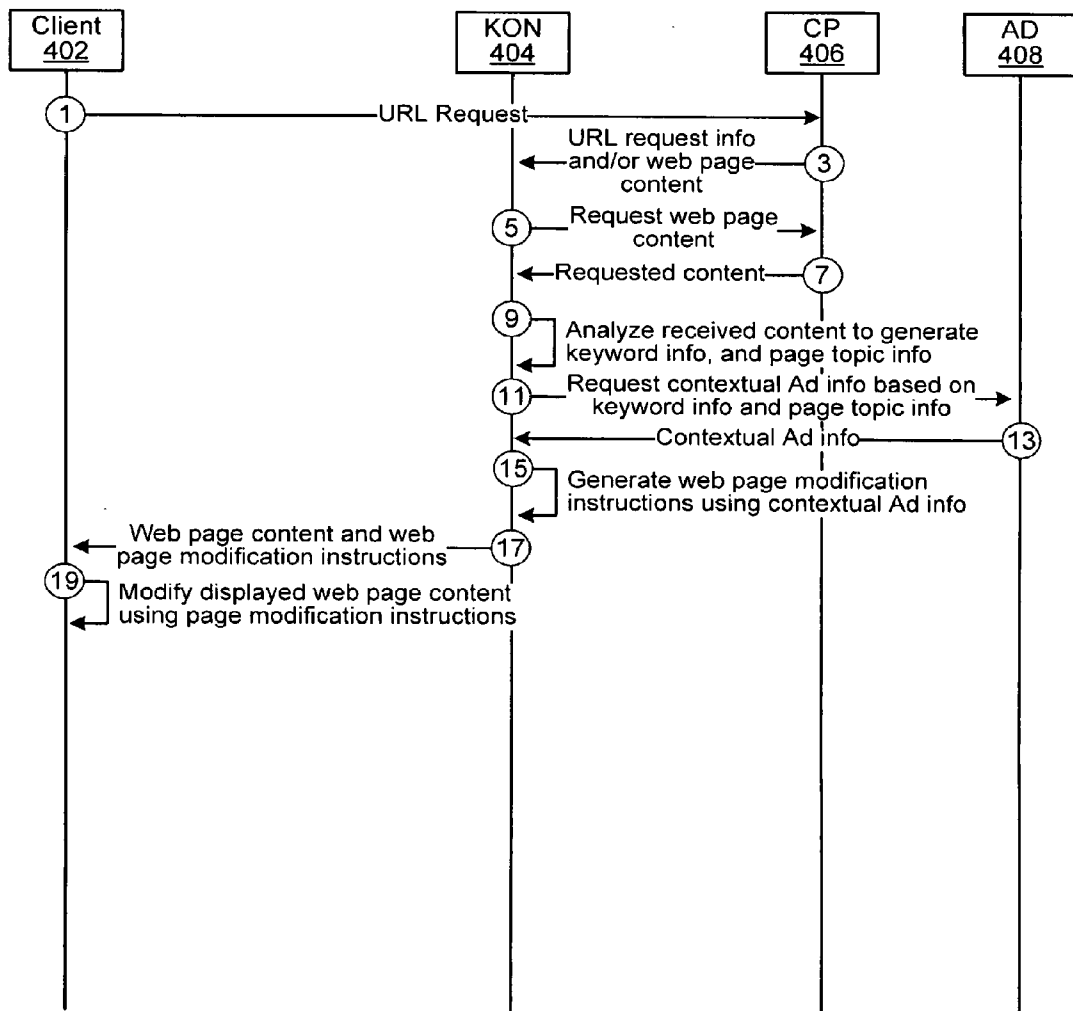 Client
402
KON
404
CP
406
AD
408
1
URL Request
URL request info
and/or web page
content
3
5
Request web page
content
Requested content
7
9
Analyze received content to generate
keyword info, and page topic info
11
Request contextual Ad info based on
keyword info and page topic info
Contextual Ad info
13
15
Generate web page modification
instructions using contextual Ad info
Web page content and web
page modification instructions
17
19
Modify displayed web page content
using page modification instructions